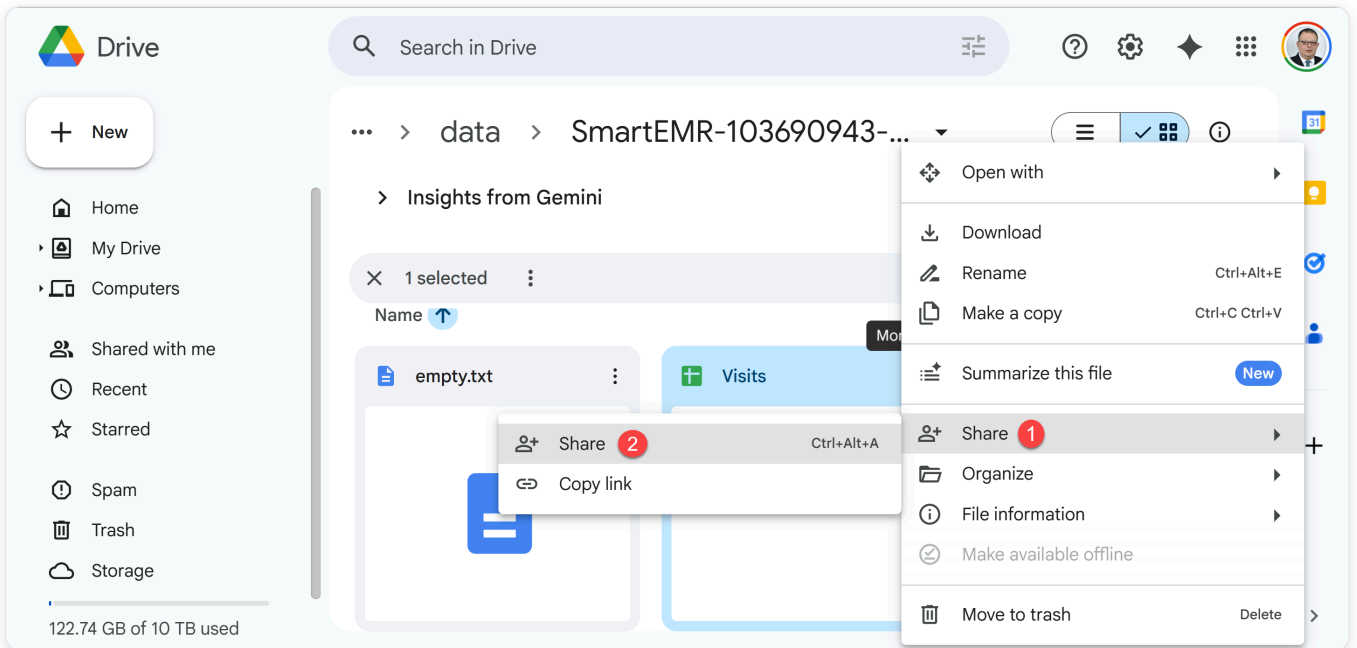 Drive
Search in Drive
New
... > data > SmartEMR-103690943-...
Insights from Gemini
Home
My Drive
Computers
Shared with me
Recent
Starred
Spam
Trash
Storage
122.74 GB of 10 TB used
1 selected
Name
empty.txt
Visits
Mor
Share 2 Ctrl+Alt+A
Copy link
Open with
Download
Rename Ctrl+Alt+E
Make a copy Ctrl+C Ctrl+V
Summarize this file New
Share 1
Organize
File information
Make available offline
Move to trash Delete
31